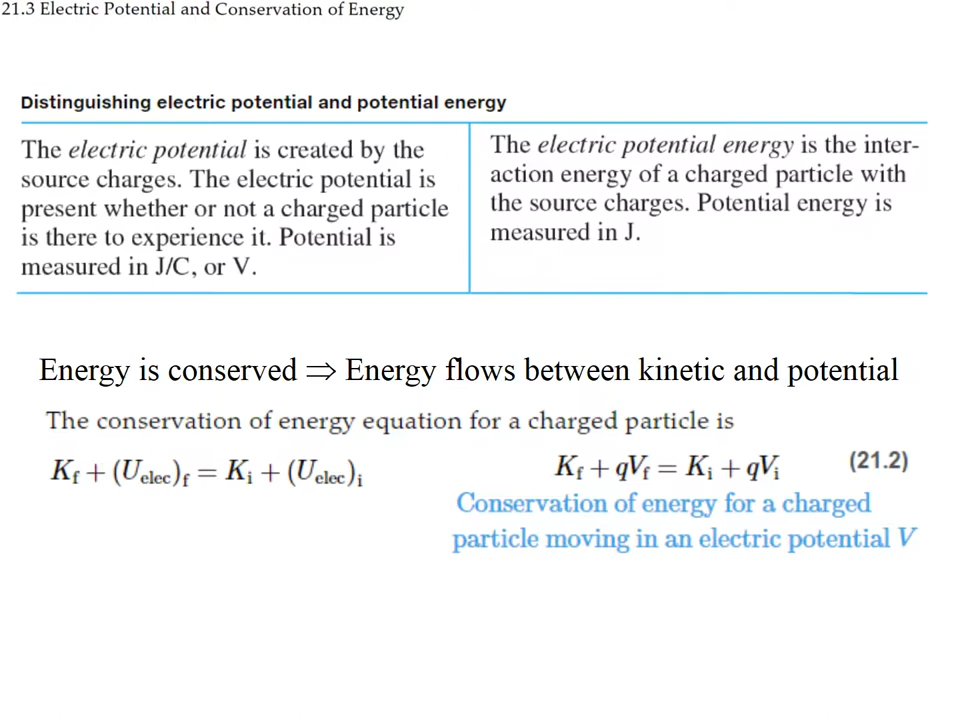 21.3 Electric Potential and Conservation of Energy
Distinguishing electric potential and potential energy
The electric potential is created by the
source charges. The electric potential is
present whether or not a charged particle
is there to experience it. Potential is
measured in J/C, or V.
The electric potential energy is the inter-
action energy of a charged particle with
the source charges. Potential energy is
measured in J.
Energy is conserved ⇒ Energy flows between kinetic and potential
The conservation of energy equation for a charged particle is
K_f + (U_elec)_f = K_i + (U_elec)_i
K_f + qV_f = K_i + qV_i (21.2)
Conservation of energy for a charged
particle moving in an electric potential V